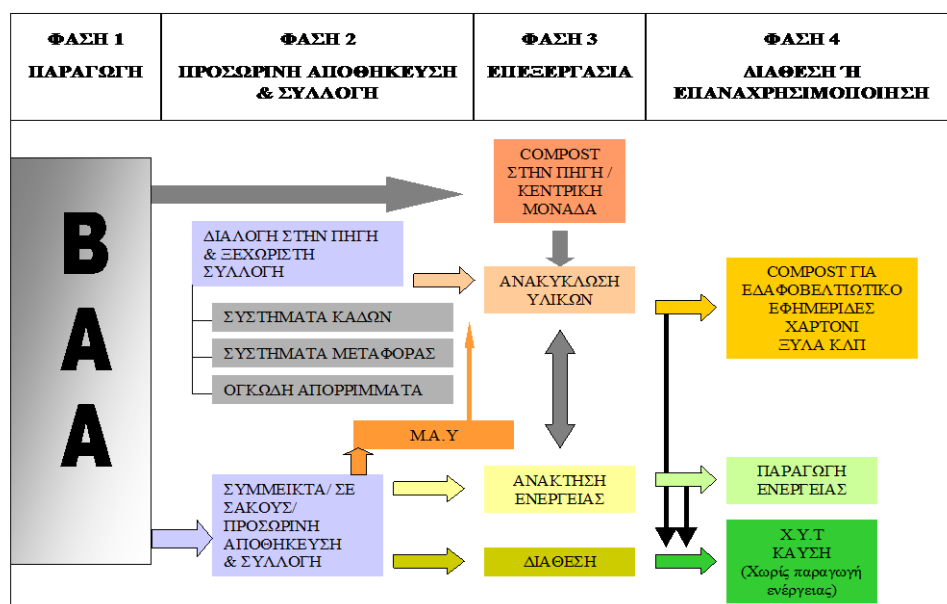 ΦΑΣΗ 1
ΠΑΡΑΓΩΓΗ
ΦΑΣΗ 2
ΠΡΟΣΩΡΙΝΗ ΑΠΟΘΗΚΕΥΣΗ
& ΣΥΛΛΟΓΗ
ΦΑΣΗ 3
ΕΠΕΞΕΡΓΑΣΙΑ
ΦΑΣΗ 4
ΔΙΑΘΕΣΗ Ή
ΕΠΑΝΑΧΡΗΣΙΜΟΠΟΙΗΣΗ
Β
Α
Α
COMPOST
ΣΤΗΝ ΠΗΓΗ /
ΚΕΝΤΡΙΚΗ
ΜΟΝΑΔΑ
ΔΙΑΛΟΓΗ ΣΤΗΝ ΠΗΓΗ
& ΞΕΧΩΡΙΣΤΗ
ΣΥΛΛΟΓΗ
ΑΝΑΚΥΚΛΩΣΗ
ΥΛΙΚΩΝ
COMPOST ΓΙΑ
ΕΔΑΦΟΒΕΛΤΙΩΤΙΚΟ
ΕΦΗΜΕΡΙΔΕΣ
ΧΑΡΤΟΝΙ
ΞΥΛΑ ΚΛΠ
ΣΥΣΤΗΜΑΤΑ ΚΑΔΩΝ
ΣΥΣΤΗΜΑΤΑ ΜΕΤΑΦΟΡΑΣ
ΟΓΚΩΔΗ ΑΠΟΡΡΙΜΜΑΤΑ
Μ.Α.Υ
ΣΥΜΜΕΙΚΤΑ/ ΣΕ
ΣΑΚΟΥΣ/
ΠΡΟΣΩΡΙΝΗ
ΑΠΟΘΗΚΕΥΣΗ
& ΣΥΛΛΟΓΗ
ΑΝΑΚΤΗΣΗ
ΕΝΕΡΓΕΙΑΣ
ΠΑΡΑΓΩΓΗ
ΕΝΕΡΓΕΙΑΣ
ΔΙΑΘΕΣΗ
Χ.Υ.Τ
ΚΑΥΣΗ
(Χωρίς παραγωγή
ενέργειας)